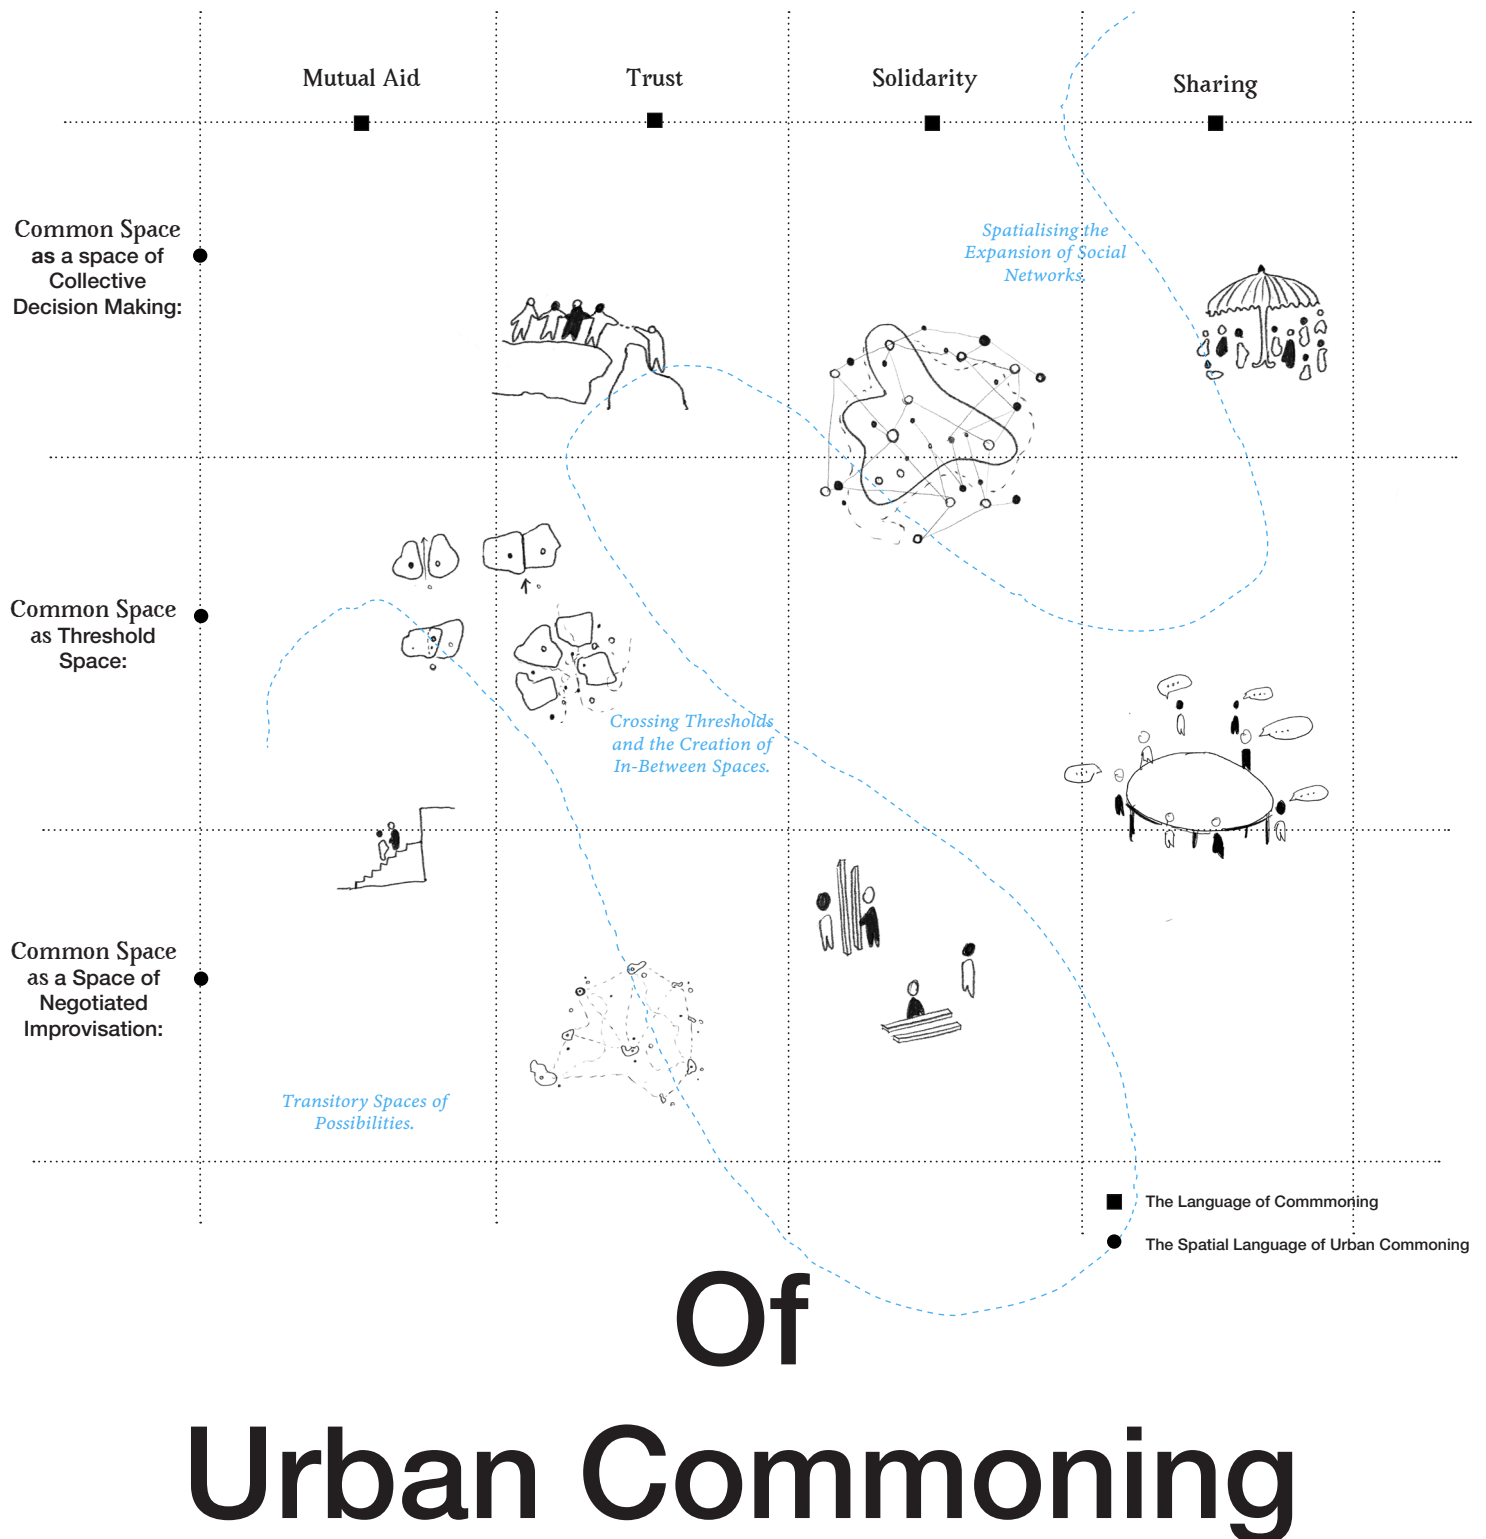 Mutual Aid
Trust
Solidarity
Sharing
Common Space
as a space of
Collective
Decision Making:
Spatialising the
Expansion of Social
Networks.
Common Space
as Threshold
Space:
Crossing Thresholds
and the Creation of
In-Between Spaces.
Common Space
as a Space of
Negotiated
Improvisation:
Transitory Spaces of
Possibilities.
The Language of Commmoning
The Spatial Language of Urban Commoning
Of
Urban Commoning